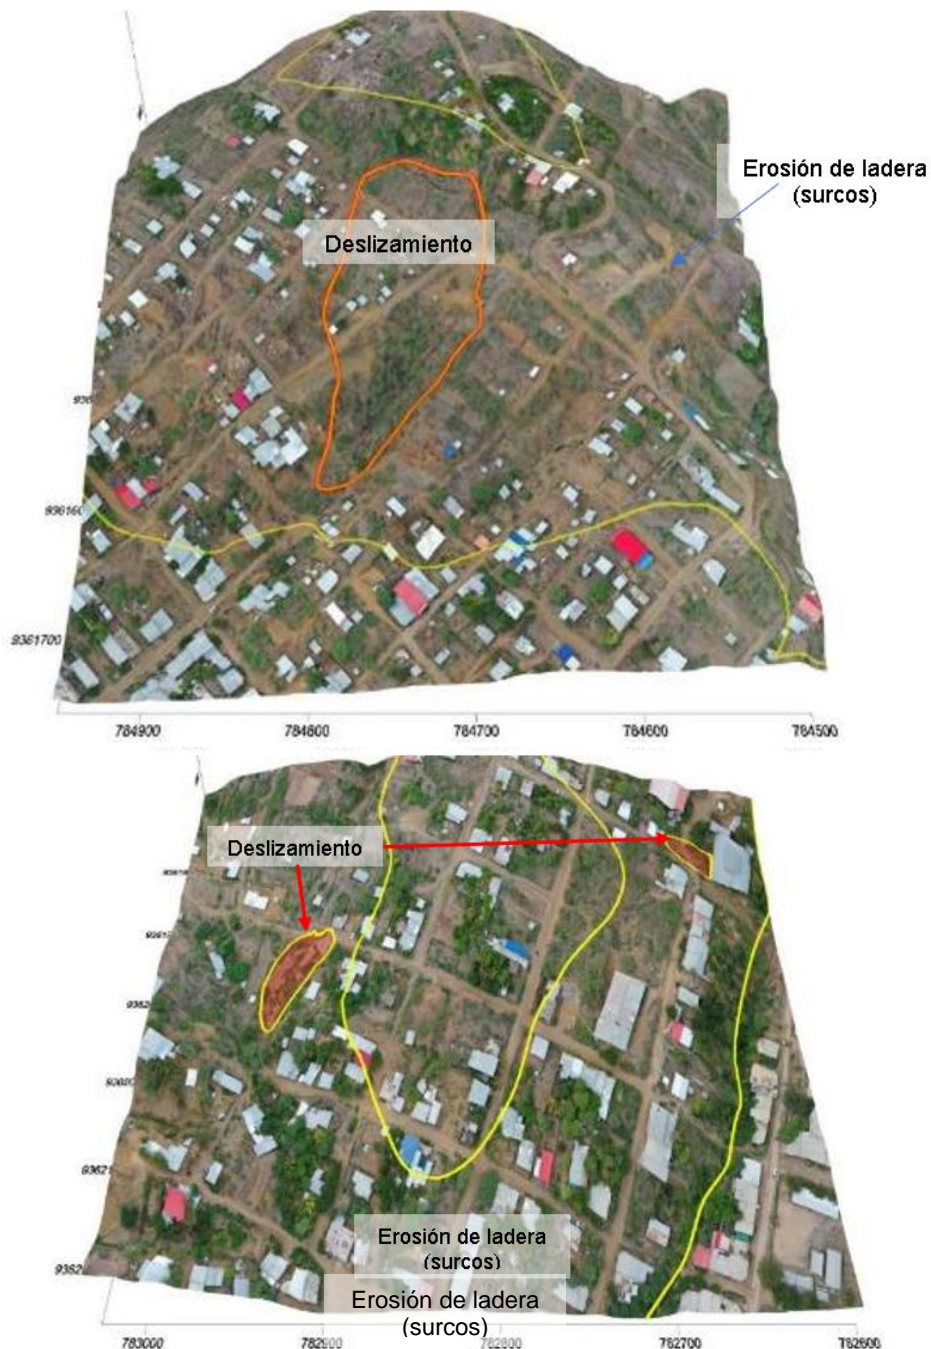 Erosión de ladera
(surcos)
Deslizamiento
9361700
784900
784800
784700
784600
784500
Deslizamiento
Erosión de ladera
(surcos)
Erosión de ladera
(surcos)
783000
782900
782800
782700
782600